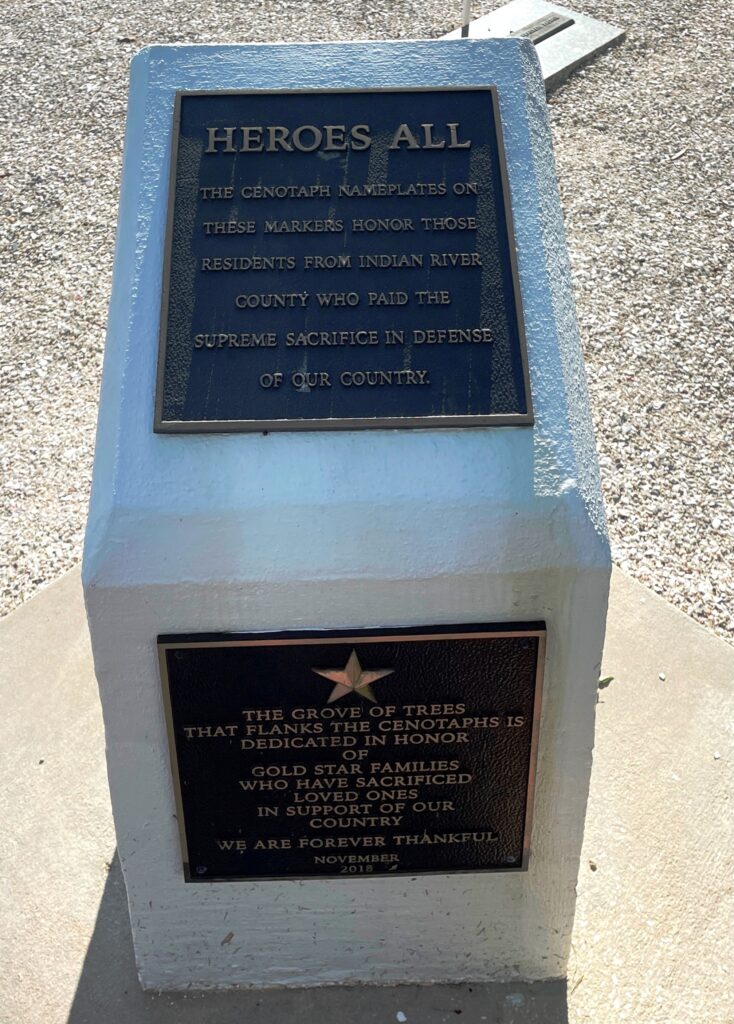 HEROES ALL
THE CENOTAPH NAMEPLATES ON
THESE MARKERS HONOR THOSE
RESIDENTS FROM INDIAN RIVER
COUNTY WHO PAID THE
SUPREME SACRIFICE IN DEFENSE
OF OUR COUNTRY.
THE GROVE OF TREES
THAT FLANKS THE CENOTAPHS IS
DEDICATED IN HONOR
OF
GOLD STAR FAMILIES
WHO HAVE SACRIFICED
LOVED ONES
IN SUPPORT OF OUR
COUNTRY
WE ARE FOREVER THANKFUL
NOVEMBER
2018